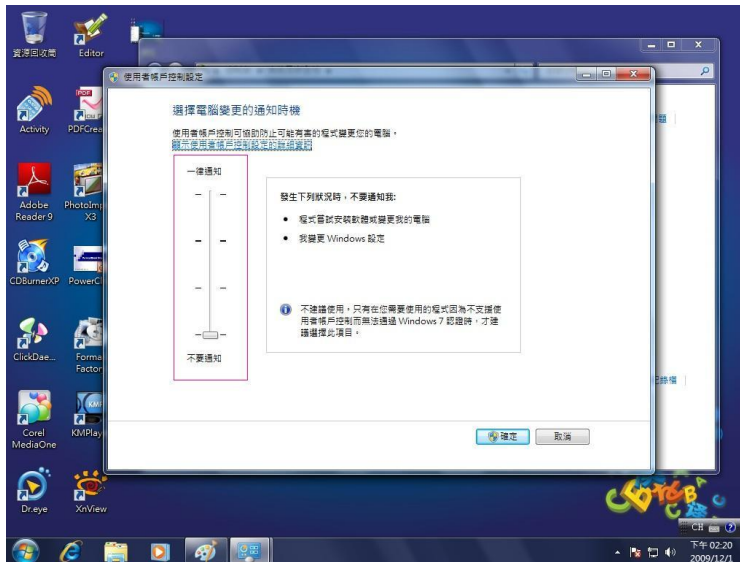 資源回收筒
Editor
使用者帳戶控制設定
選擇電腦變更的通知時機
使用者帳戶控制可協助防止可能有害的程式變更您的電腦。
顯示使用者帳戶控制設定的詳細資訊
一律通知
發生下列狀況時，不要通知我:
程式嘗試安裝軟體或變更我的電腦
我變更 Windows 設定
不建議使用，只有在您需要使用的程式因為不支援使
用者帳戶控制而無法通過 Windows 7 認證時，才建
議選擇此項目。
不要通知
確定
取消
Activity
PDFCrea
Adobe
Reader 9
PhotoImp
X3
CDBurnerXP
PowerCi
ClickDae...
Forma
Factor
Corel
MediaOne
KMPlay
Dr.eye
XnView
CH
下午 02:20
2009/12/1